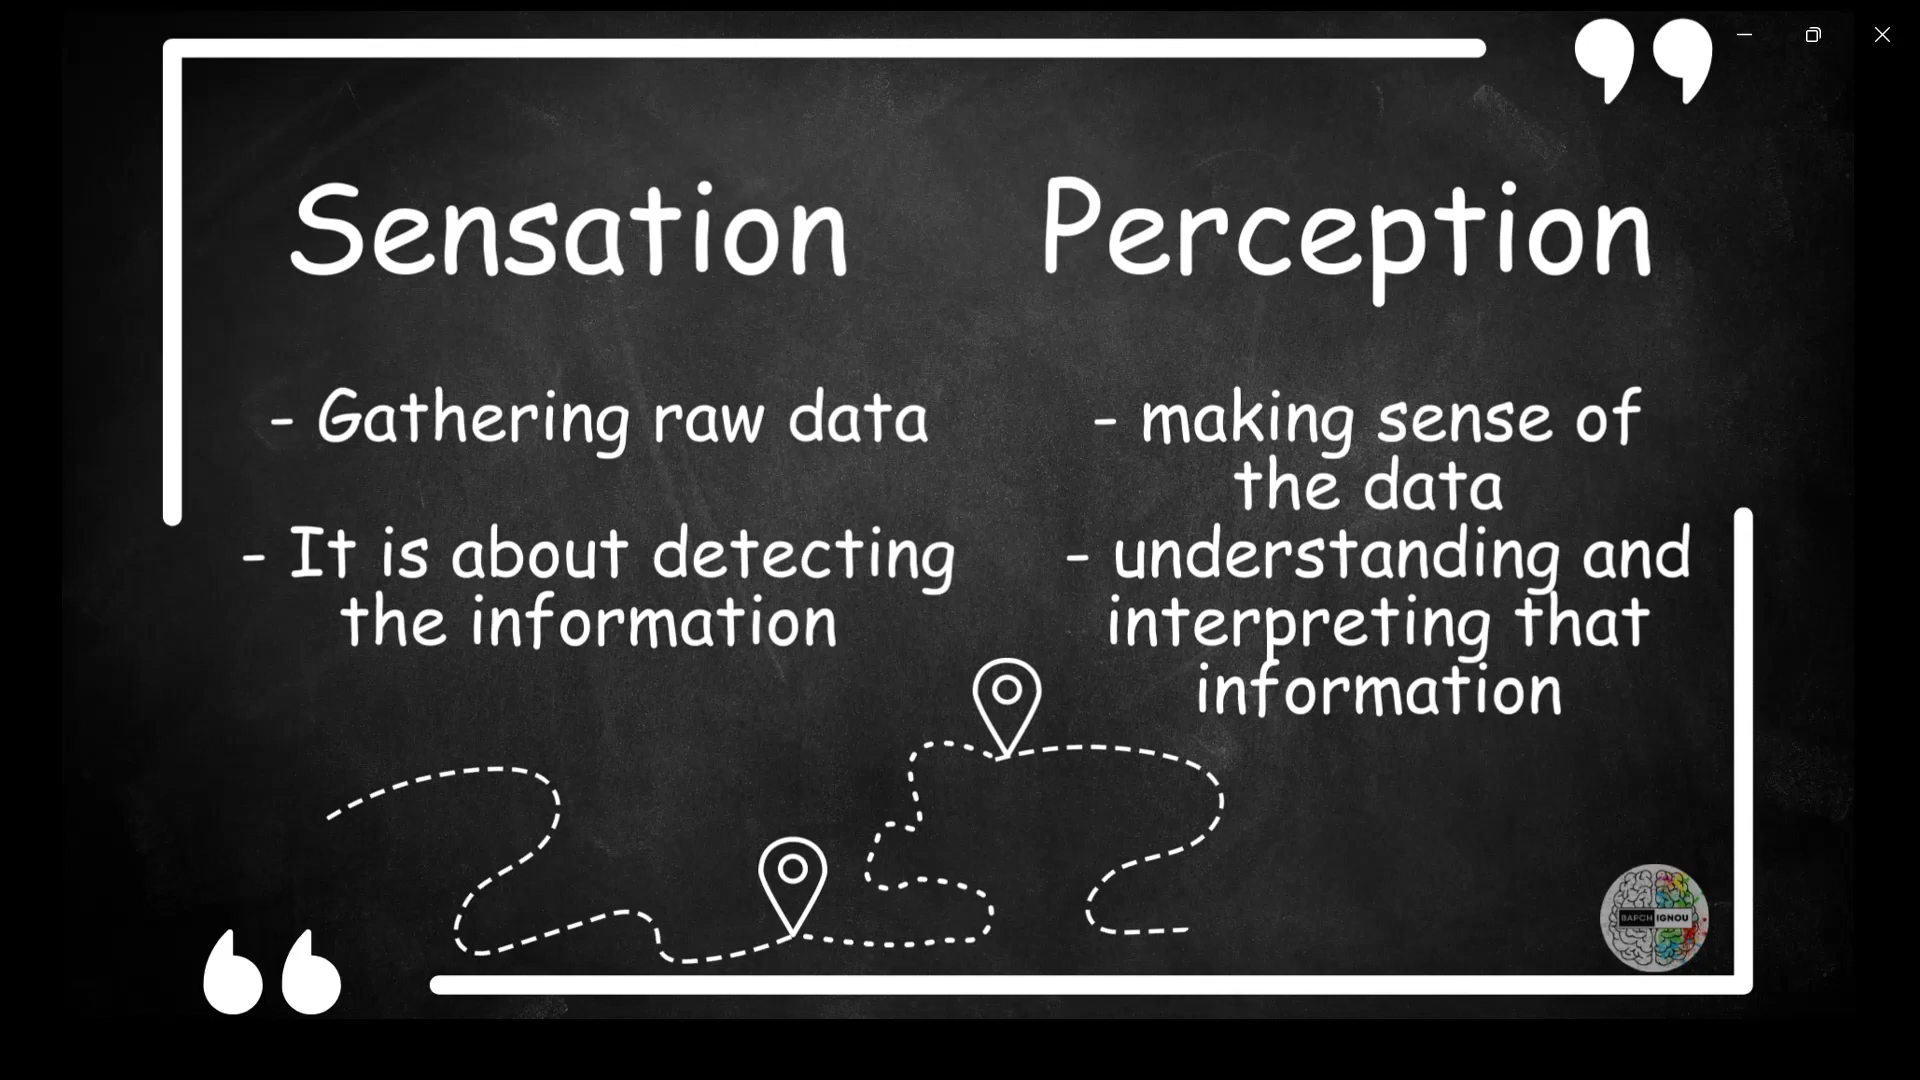 Sensation
- Gathering raw data
- It is about detecting
the information
Perception
- making sense of
the data
- understanding and
interpreting that
information
BAPCH IGNOU